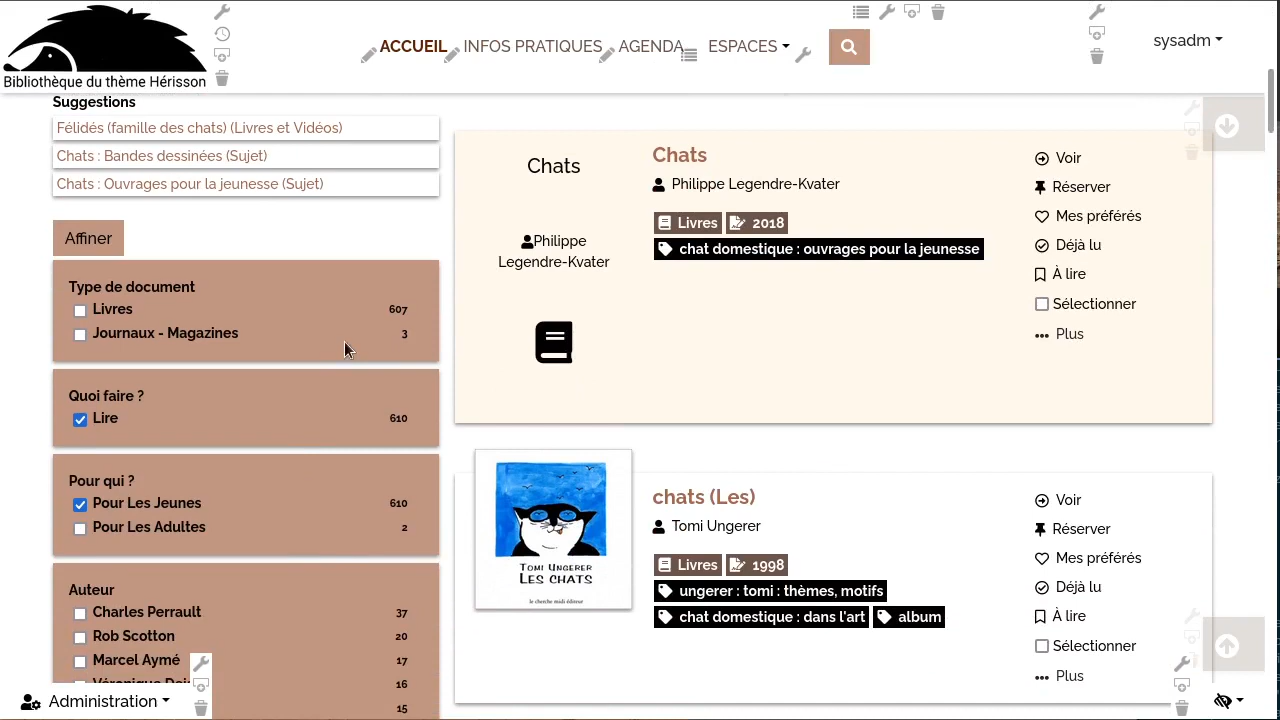 Bibliothèque du thème Hérisson
ACCUEIL INFOS PRATIQUES AGENDA ESPACES
sysadm
Suggestions
Félidés (famille des chats) (Livres et Vidéos)
Chats : Bandes dessinées (Sujet)
Chats : Ouvrages pour la jeunesse (Sujet)
Affiner
Type de document
Livres 607
Journaux - Magazines 3
Quoi faire ?
Lire 610
Pour qui ?
Pour Les Jeunes 610
Pour Les Adultes 2
Auteur
Charles Perrault 37
Rob Scotton 20
Marcel Aymé 17
16
15
Administration
Chats
Philippe
Legendre-Kvater
Chats
Philippe Legendre-Kvater
Livres 2018
chat domestique : ouvrages pour la jeunesse
Voir
Réserver
Mes préférés
Déjà lu
À lire
Sélectionner
Plus
TOMI UNGERER
LES CHATS
le cherche midi éditeur
chats (Les)
Tomi Ungerer
Livres 1998
ungerer : tomi : thèmes, motifs
chat domestique : dans l'art album
Voir
Réserver
Mes préférés
Déjà lu
À lire
Sélectionner
Plus